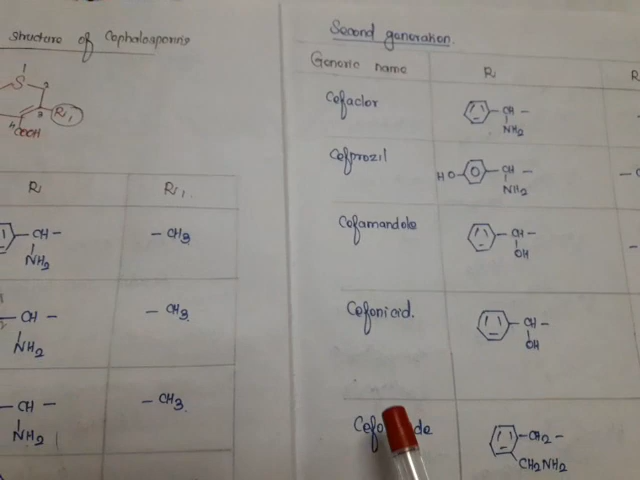 structure of Cephalosporins
S
R1
COOH
R R1
CH -
NH2
- CH3
CH -
NH2
- CH3
- CH -
NH2
- CH3
Second generation.
Generic name R R
Cefaclor
- CH -
NH2
Cefprozil
HO - CH -
NH2
Cefamandole
CH -
OH
Cefonicid.
CH -
OH
-CH2 -
CH2NH2